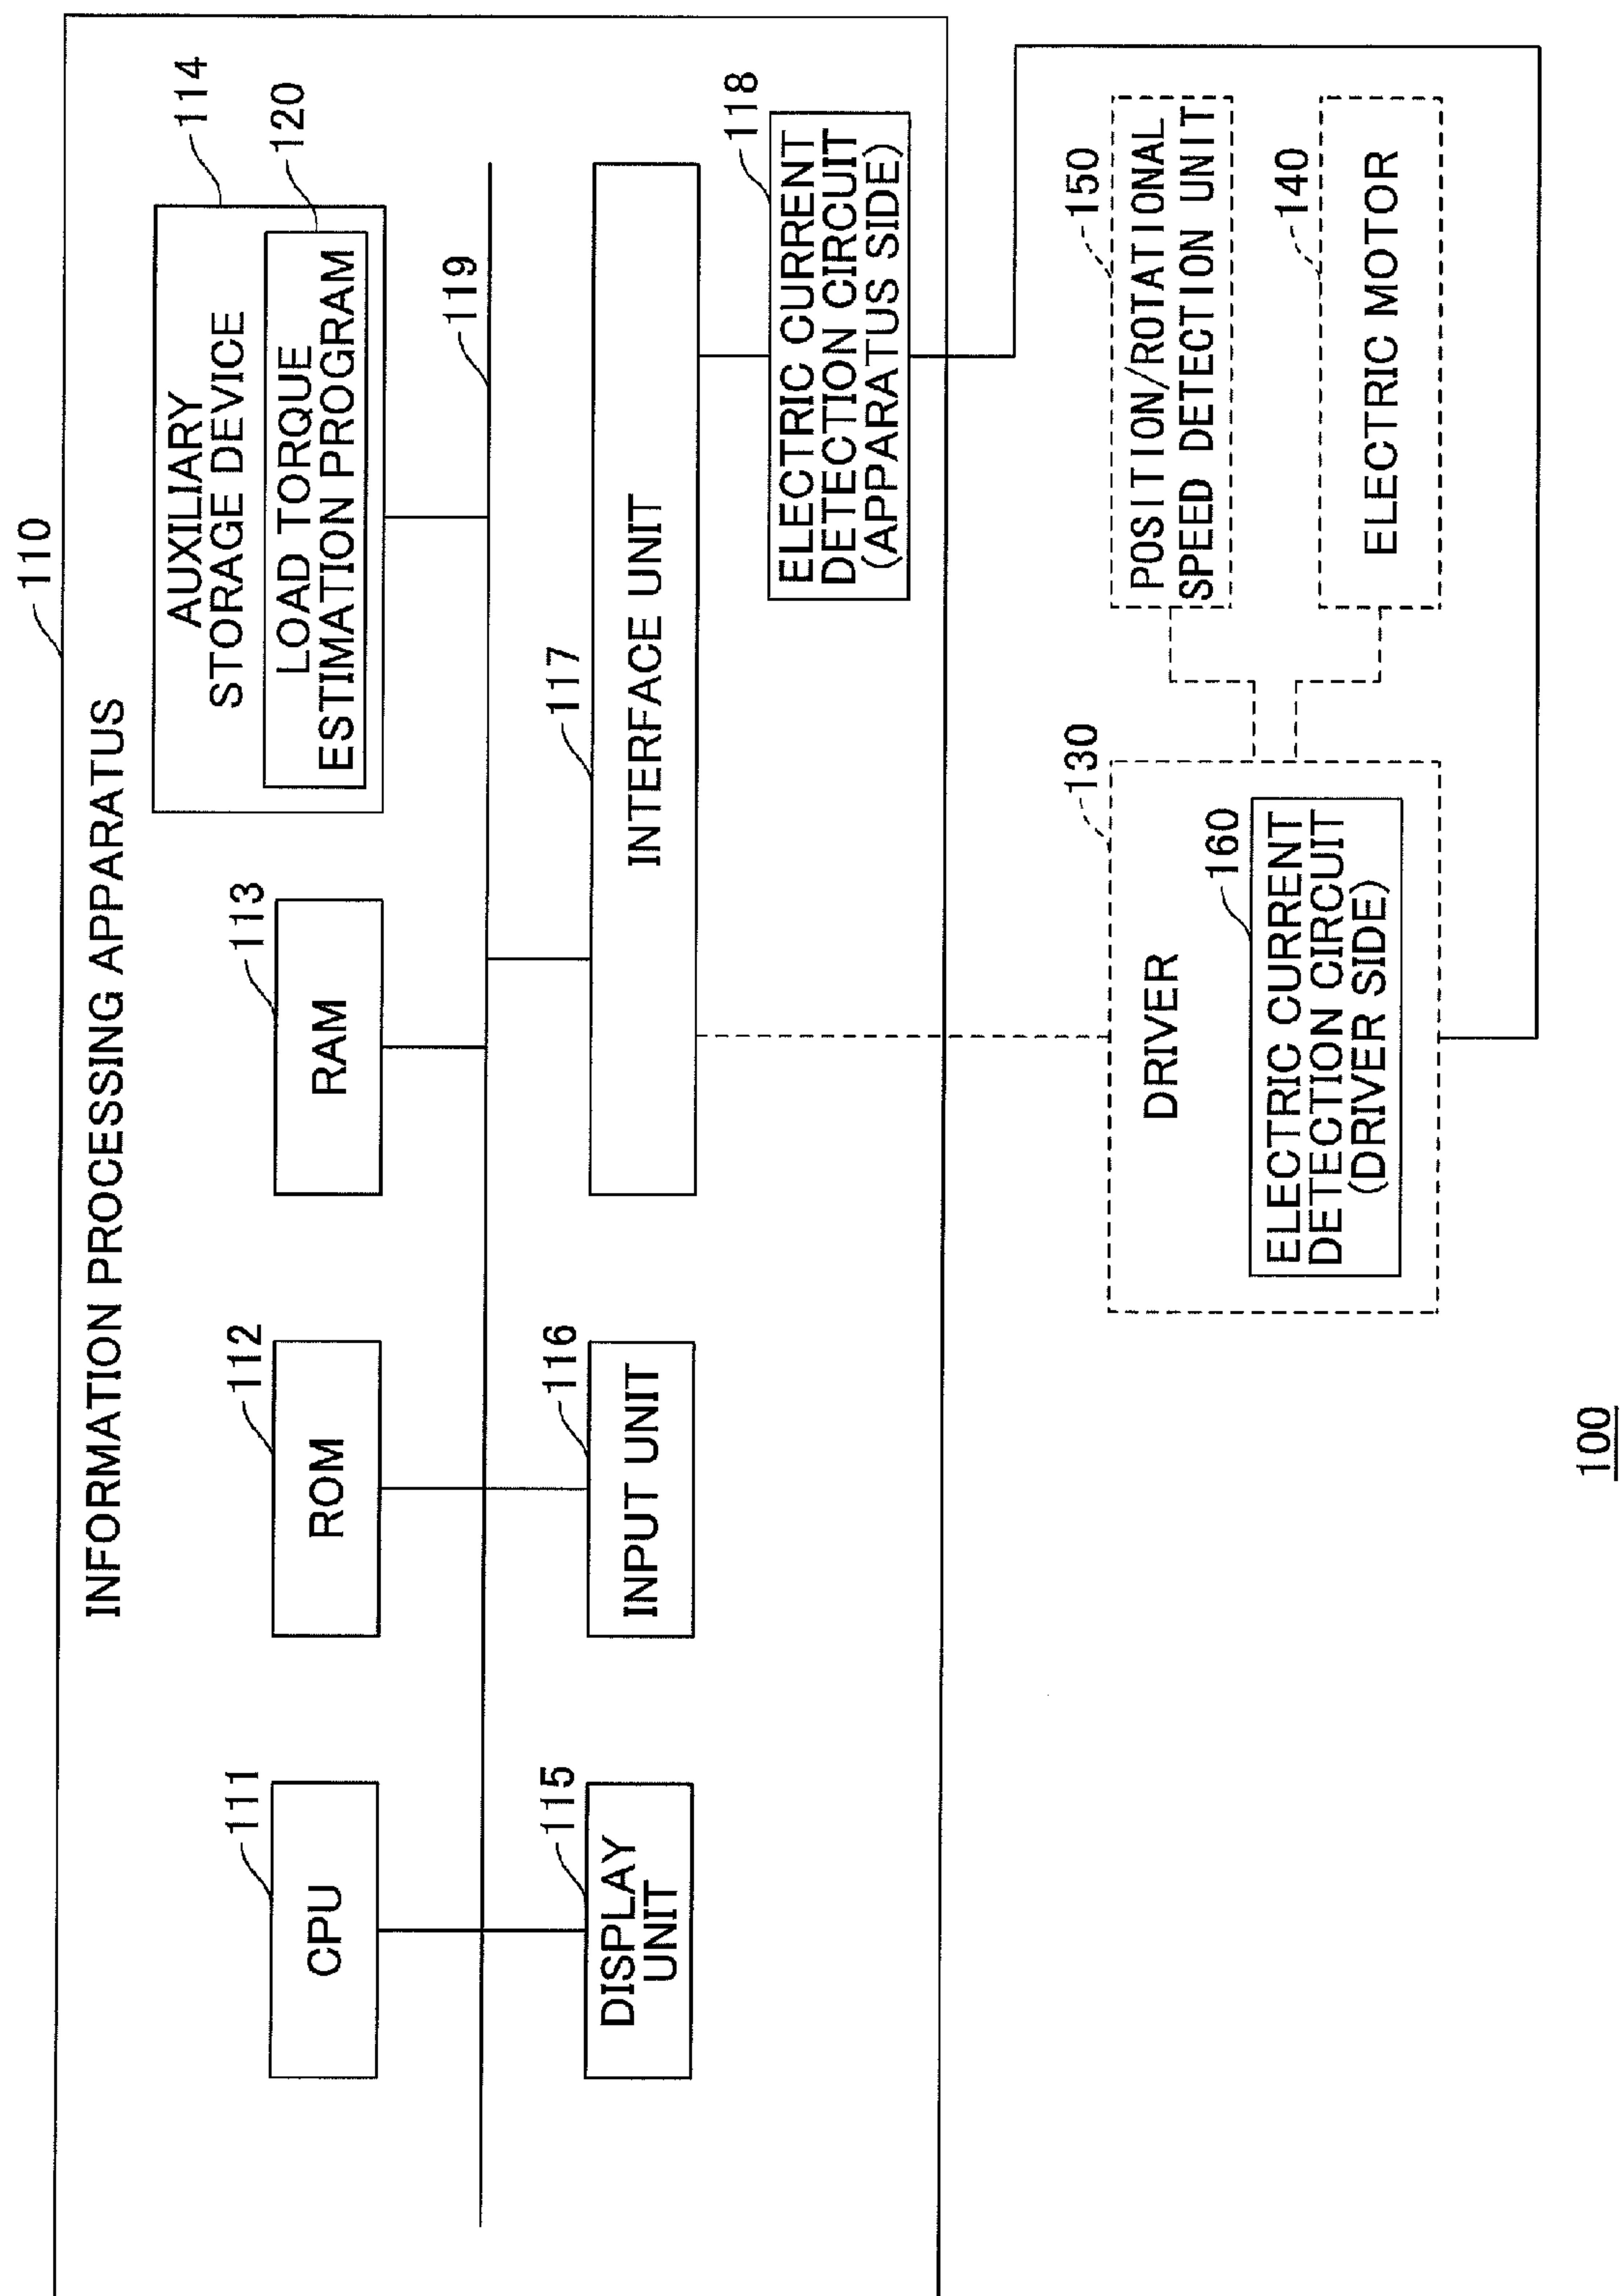 110
INFORMATION PROCESSING APPARATUS
111
CPU
112
ROM
113
RAM
114
AUXILIARY
STORAGE DEVICE
120
LOAD TORQUE
ESTIMATION PROGRAM
119
115
DISPLAY
UNIT
116
INPUT UNIT
117
INTERFACE UNIT
118
ELECTRIC CURRENT
DETECTION CIRCUIT
(APPARATUS SIDE)
130
DRIVER
160
ELECTRIC CURRENT
DETECTION CIRCUIT
(DRIVER SIDE)
150
POSITION/ROTATIONAL
SPEED DETECTION UNIT
140
ELECTRIC MOTOR
100